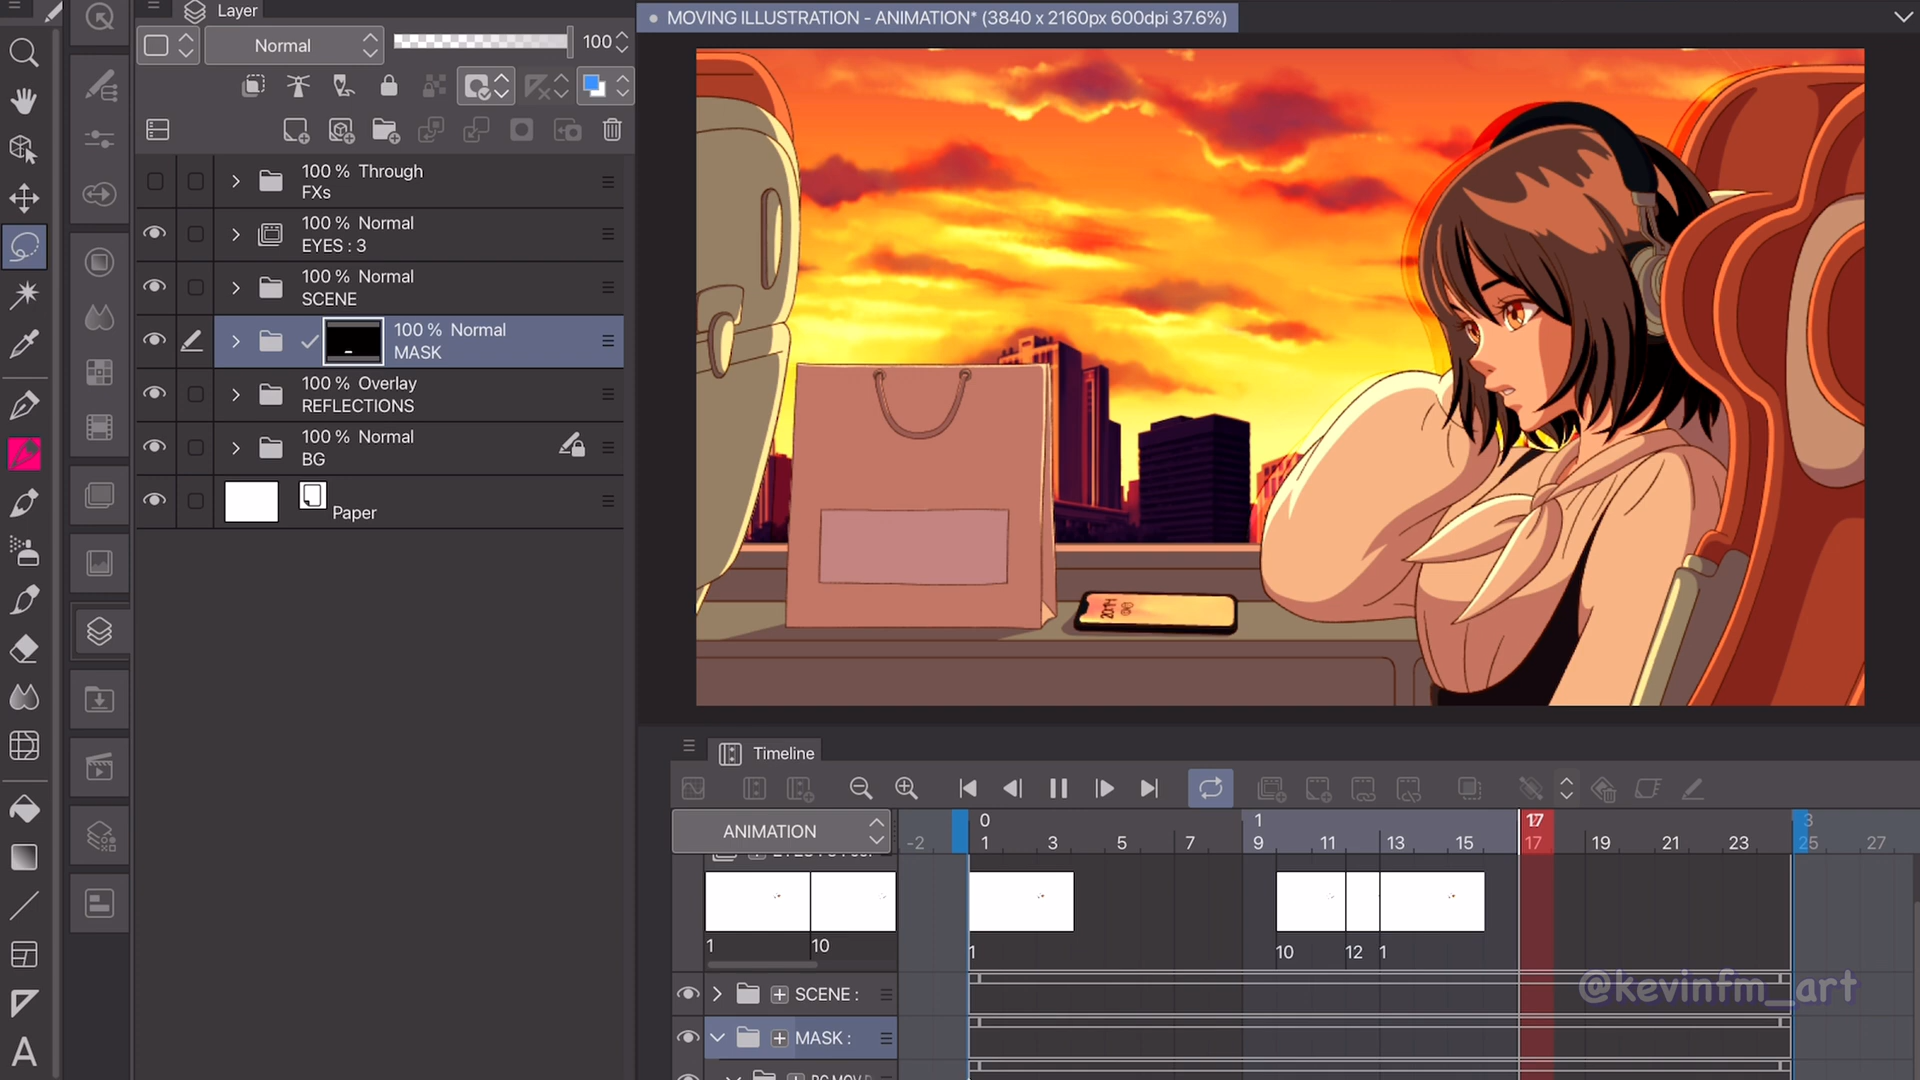 Layer
MOVING ILLUSTRATION - ANIMATION* (3840 x 2160px 600dpi 37.6%)
Normal
100
100 % Through
FXs
100 % Normal
EYES : 3
100 % Normal
SCENE
100 % Normal
MASK
100 % Overlay
REFLECTIONS
100 % Normal
BG
Paper
20:14
Timeline
ANIMATION
0 1 17 3
-2 1 3 5 7 9 11 13 15 17 19 21 23 25 27
1 10 1 10 12 1
SCENE :
@kevinfm_art
MASK :
A